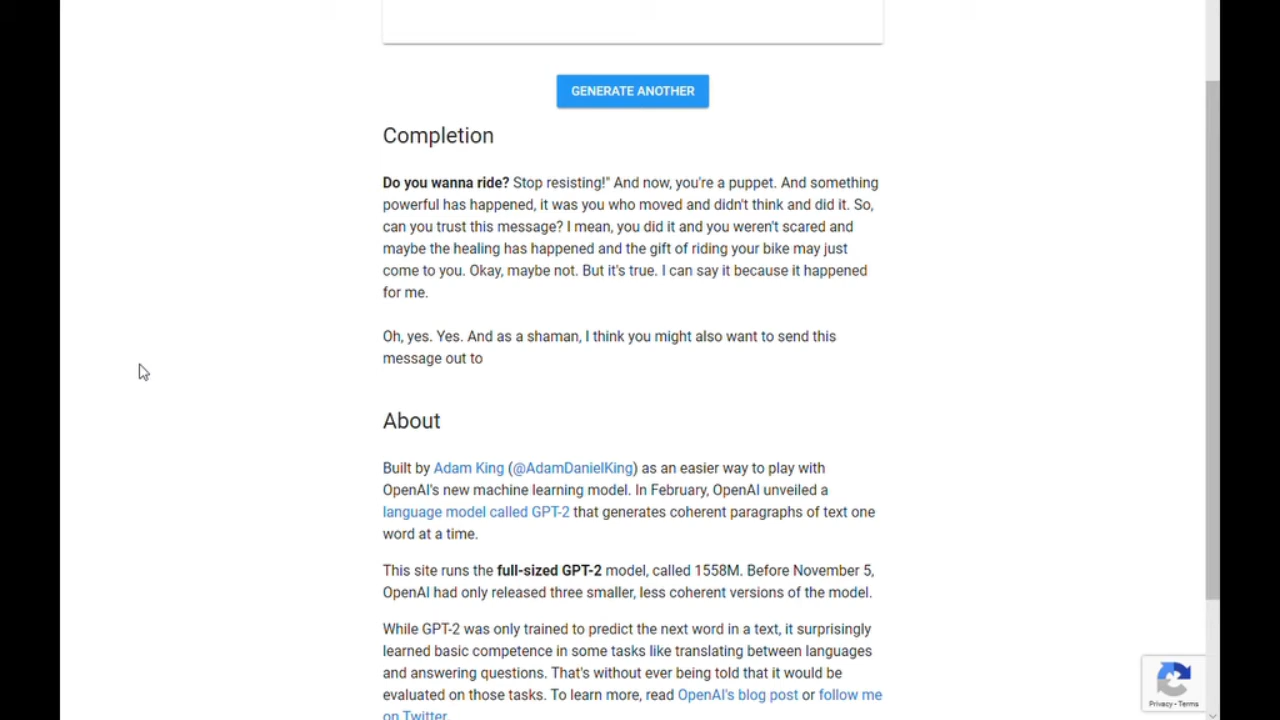 GENERATE ANOTHER
Completion
Do you wanna ride? Stop resisting!" And now, you're a puppet. And something
powerful has happened, it was you who moved and didn't think and did it. So,
can you trust this message? I mean, you did it and you weren't scared and
maybe the healing has happened and the gift of riding your bike may just
come to you. Okay, maybe not. But it's true. I can say it because it happened
for me.
Oh, yes. Yes. And as a shaman, I think you might also want to send this
message out to
About
Built by Adam King (@AdamDanielKing) as an easier way to play with
OpenAI's new machine learning model. In February, OpenAI unveiled a
language model called GPT-2 that generates coherent paragraphs of text one
word at a time.
This site runs the full-sized GPT-2 model, called 1558M. Before November 5,
OpenAI had only released three smaller, less coherent versions of the model.
While GPT-2 was only trained to predict the next word in a text, it surprisingly
learned basic competence in some tasks like translating between languages
and answering questions. That's without ever being told that it would be
evaluated on those tasks. To learn more, read OpenAI's blog post or follow me
on Twitter.
Privacy - Terms